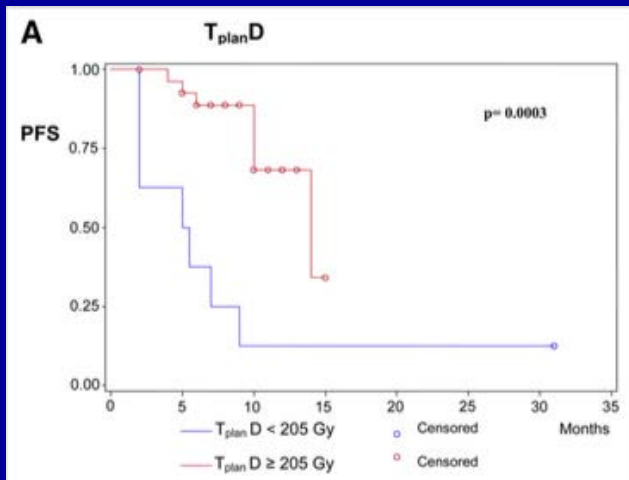 A
TplanD
1.00
PFS
p= 0.0003
0.75
0.50
0.25
0.00
0 5 10 15 20 25 30 35
TplanD < 205 Gy Censored Months
TplanD ≥ 205 Gy Censored